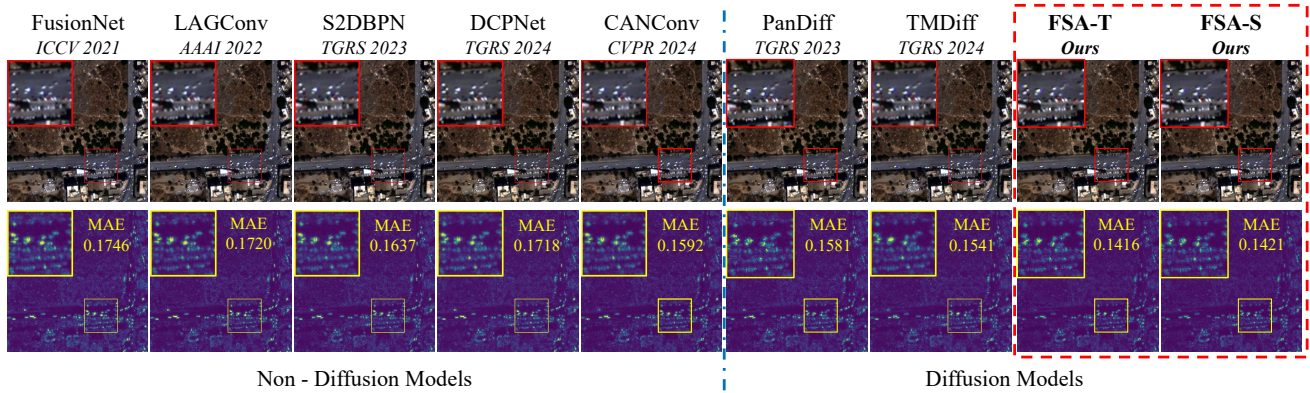 FusionNet LAGConv S2DBPN DCPNet CANConv PanDiff TMDiff FSA-T FSA-S
ICCV 2021 AAAI 2022 TGRS 2023 TGRS 2024 CVPR 2024 TGRS 2023 TGRS 2024 Ours Ours
MAE MAE MAE MAE MAE MAE MAE MAE MAE
0.1746 0.1720 0.1637 0.1718 0.1592 0.1581 0.1541 0.1416 0.1421
Non - Diffusion Models Diffusion Models